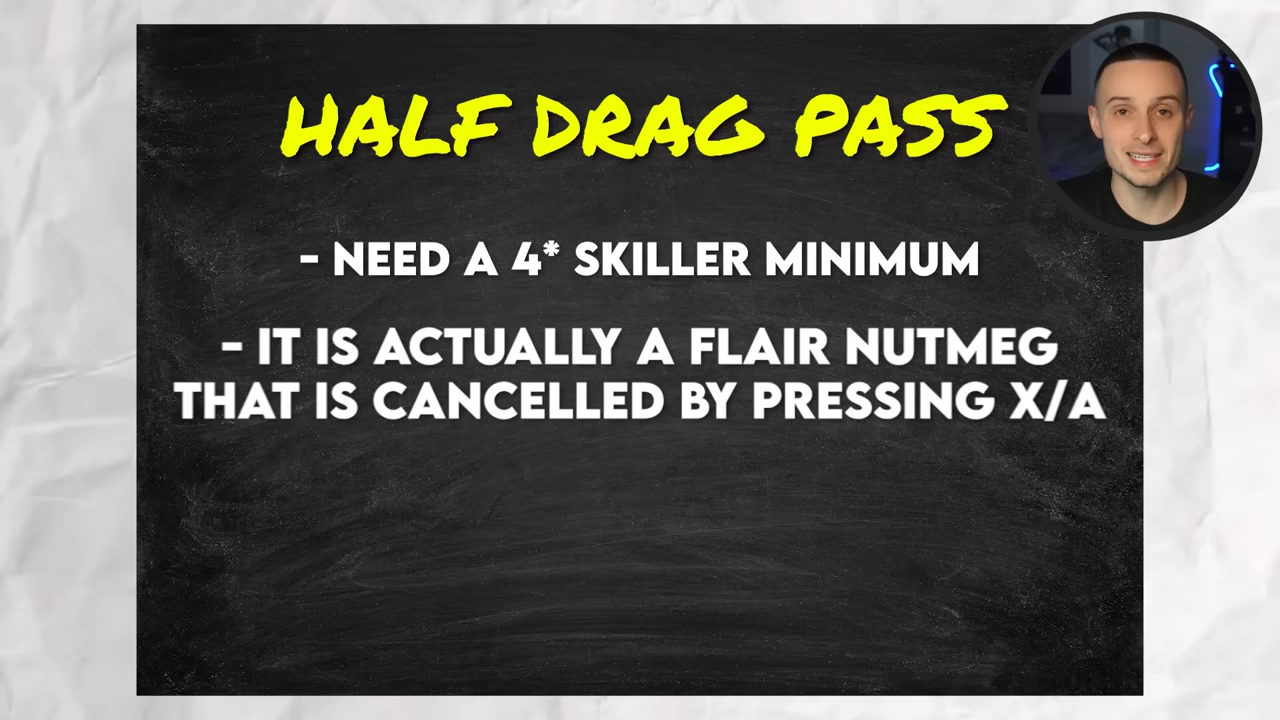 HALF DRAG PASS
- NEED A 4* SKILLER MINIMUM
- IT IS ACTUALLY A FLAIR NUTMEG
THAT IS CANCELLED BY PRESSING X/A